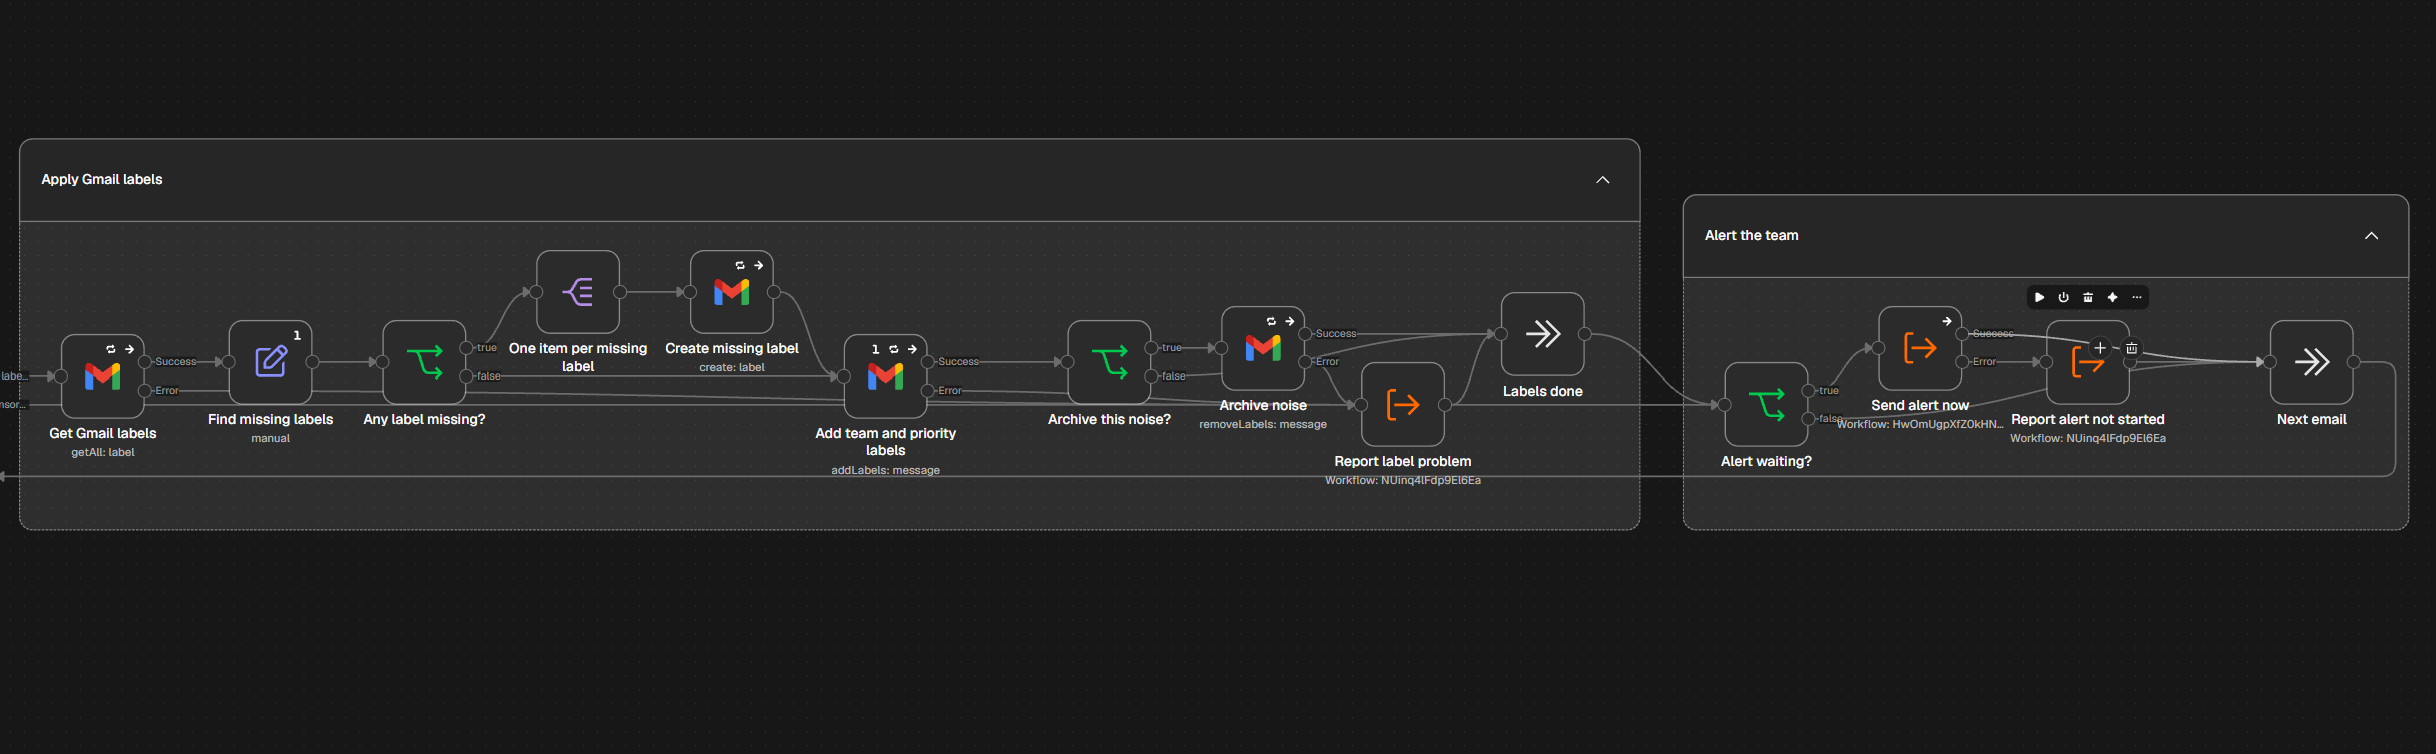 Apply Gmail labels
Alert the team
labe...
nsor...
Success
Error
Get Gmail labels
getAll: label
1
Find missing labels
manual
true
false
Any label missing?
One item per missing
label
Create missing label
create: label
1
Success
Error
Add team and priority
labels
addLabels: message
true
false
Archive this noise?
Success
Error
Archive noise
removeLabels: message
Report label problem
Workflow: NUinq4lFdp9El6Ea
Labels done
true
false
Alert waiting?
Success
Error
Send alert now
Workflow: HwOmUgpXfZ0kHN...
Report alert not started
Workflow: NUinq4lFdp9El6Ea
Next email